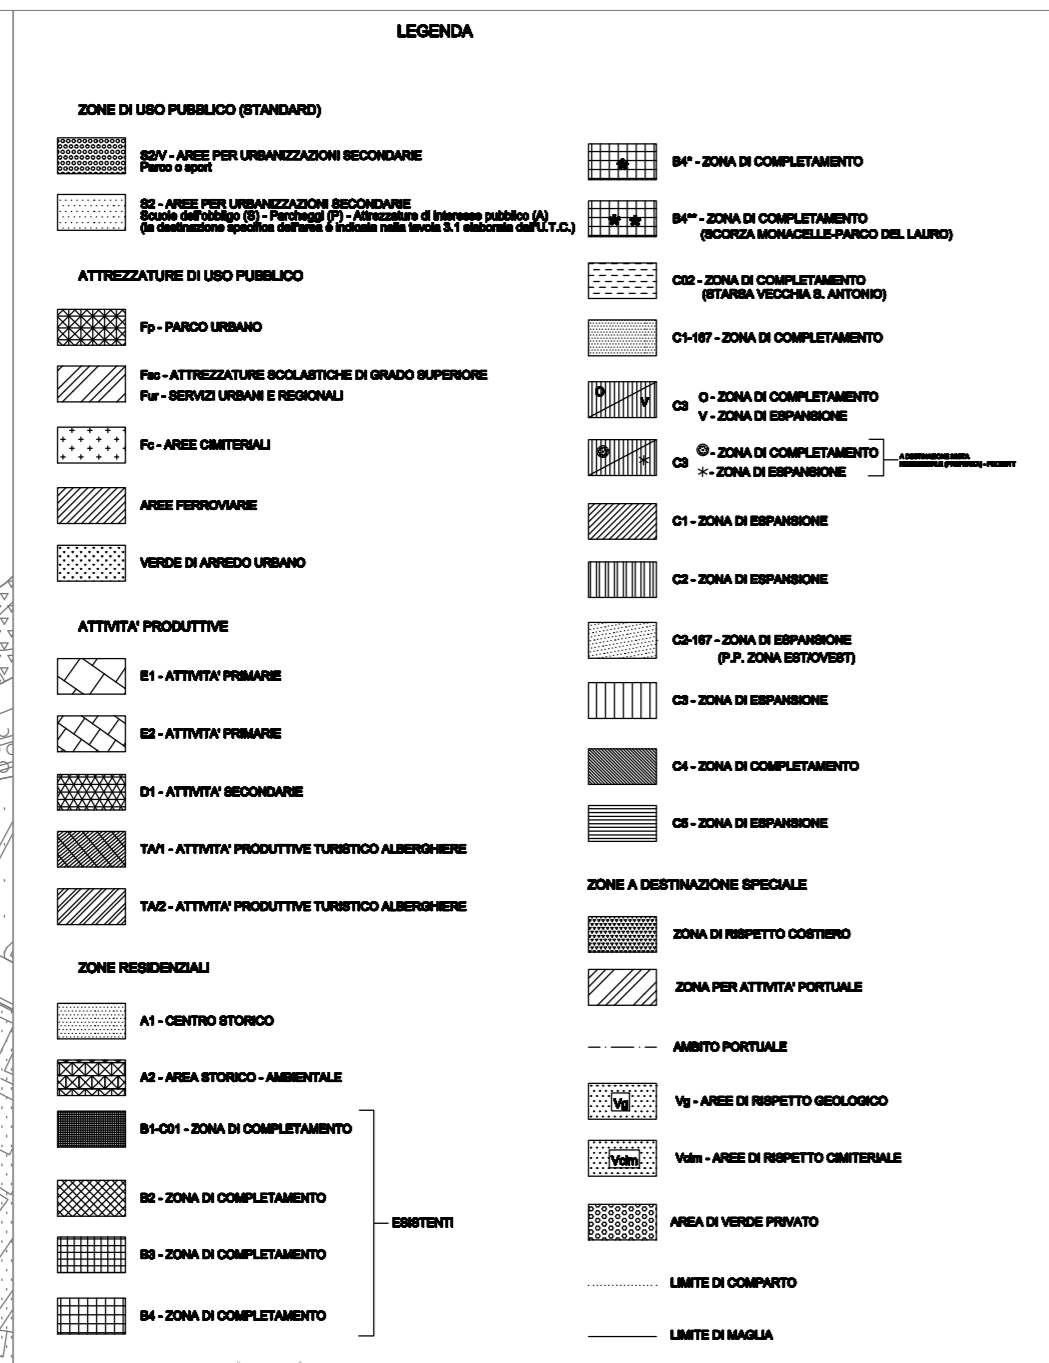 LEGENDA
ZONE DI USO PUBBLICO (STANDARD)
S2/V - AREE PER URBANIZZAZIONI SECONDARIE
Parco o sport
S2 - AREE PER URBANIZZAZIONI SECONDARIE
Scuole dell'obbligo (S) - Parcheggi (P) - Attrezzature di interesse pubblico (A)
(la destinazione specifica dell'area è indicata nella tavola 3.1 elaborata dall'U.T.C.)
ATTREZZATURE DI USO PUBBLICO
Fp - PARCO URBANO
Fsc - ATTREZZATURE SCOLASTICHE DI GRADO SUPERIORE
Fur - SERVIZI URBANI E REGIONALI
Fc - AREE CIMITERIALI
AREE FERROVIARIE
VERDE DI ARREDO URBANO
ATTIVITA' PRODUTTIVE
E1 - ATTIVITA' PRIMARIE
E2 - ATTIVITA' PRIMARIE
D1 - ATTIVITA' SECONDARIE
TA/1 - ATTIVITA' PRODUTTIVE TURISTICO ALBERGHIERE
TA/2 - ATTIVITA' PRODUTTIVE TURISTICO ALBERGHIERE
ZONE RESIDENZIALI
A1 - CENTRO STORICO
A2 - AREA STORICO - AMBIENTALE
B1-C01 - ZONA DI COMPLETAMENTO
B2 - ZONA DI COMPLETAMENTO
ESISTENTI
B3 - ZONA DI COMPLETAMENTO
B4 - ZONA DI COMPLETAMENTO
B4* - ZONA DI COMPLETAMENTO
B4** - ZONA DI COMPLETAMENTO
(SCORZA MONACELLE-PARCO DEL LAURO)
C02 - ZONA DI COMPLETAMENTO
(STARSA VECCHIA S. ANTONIO)
C1-167 - ZONA DI COMPLETAMENTO
O V C3 O - ZONA DI COMPLETAMENTO
V - ZONA DI ESPANSIONE
C3 - ZONA DI COMPLETAMENTO
* - ZONA DI ESPANSIONE
A DESTINAZIONE MISTA
C1 - ZONA DI ESPANSIONE
C2 - ZONA DI ESPANSIONE
C2-167 - ZONA DI ESPANSIONE
(P.P. ZONA EST/OVEST)
C3 - ZONA DI ESPANSIONE
C4 - ZONA DI COMPLETAMENTO
C5 - ZONA DI ESPANSIONE
ZONE A DESTINAZIONE SPECIALE
ZONA DI RISPETTO COSTIERO
ZONA PER ATTIVITA' PORTUALE
AMBITO PORTUALE
Vg Vg - AREE DI RISPETTO GEOLOGICO
Vcim Vcim - AREE DI RISPETTO CIMITERIALE
AREA DI VERDE PRIVATO
LIMITE DI COMPARTO
LIMITE DI MAGLIA